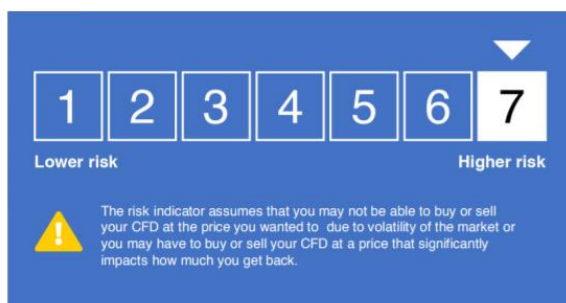 1 2 3 4 5 6 7
Lower risk Higher risk
The risk indicator assumes that you may not be able to buy or sell
your CFD at the price you wanted to due to volatility of the market or
you may have to buy or sell your CFD at a price that significantly
impacts how much you get back.